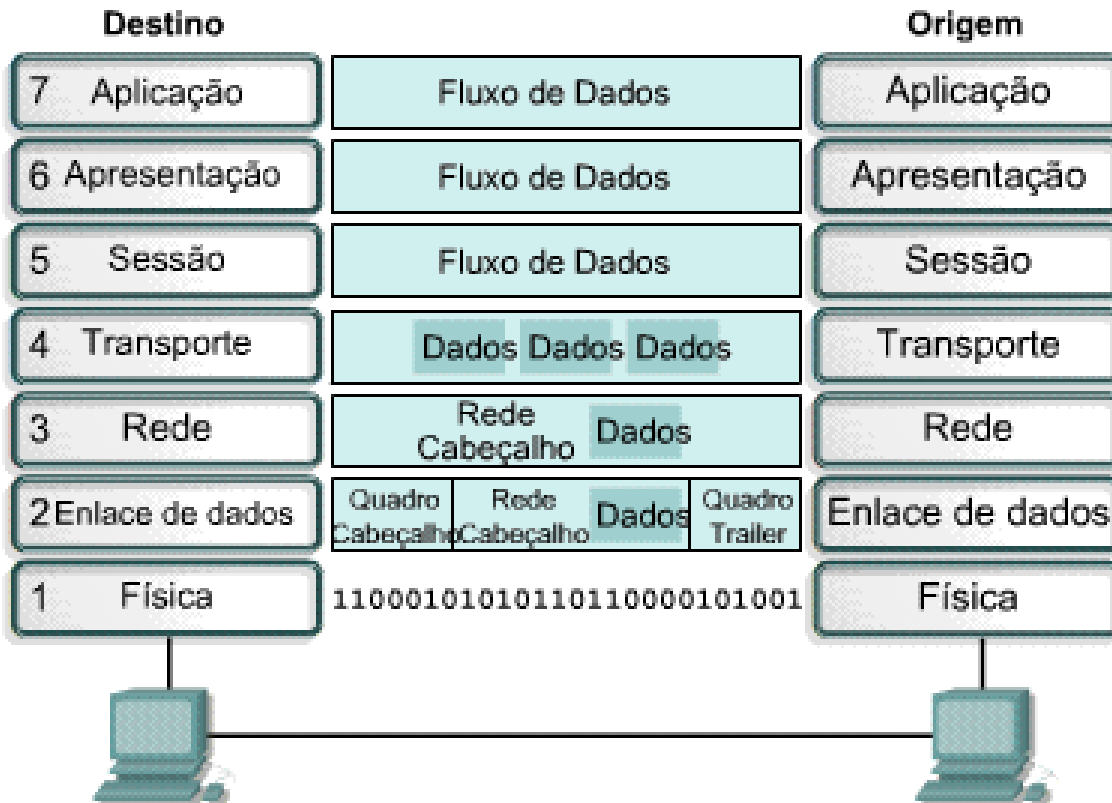 Destino
Origem
7 Aplicação
Fluxo de Dados
Aplicação
6 Apresentação
Fluxo de Dados
Apresentação
5 Sessão
Fluxo de Dados
Sessão
4 Transporte
Dados Dados Dados
Transporte
3 Rede
Rede
Cabeçalho
Dados
Rede
2 Enlace de dados
Quadro
Cabeçalho
Rede
Cabeçalho
Dados
Quadro
Trailer
Enlace de dados
1 Física
11000101010110110000101001
Física